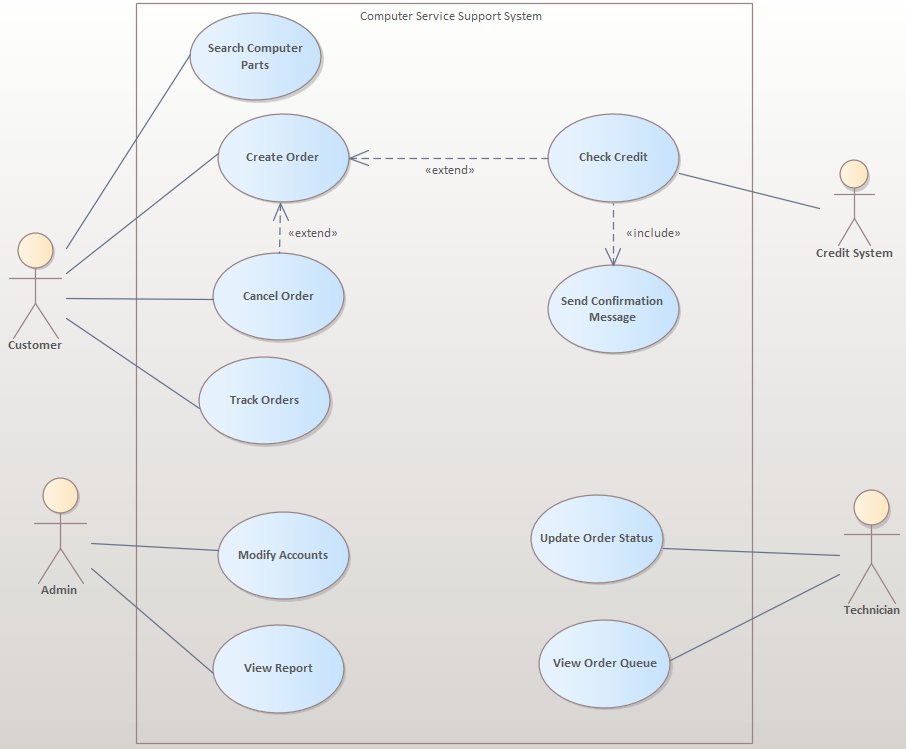 Computer Service Support System
Search Computer
Parts
Create Order
«extend»
Check Credit
Credit System
«extend»
«include»
Customer
Cancel Order
Send Confirmation
Message
Track Orders
Admin
Modify Accounts
Update Order Status
Technician
View Report
View Order Queue